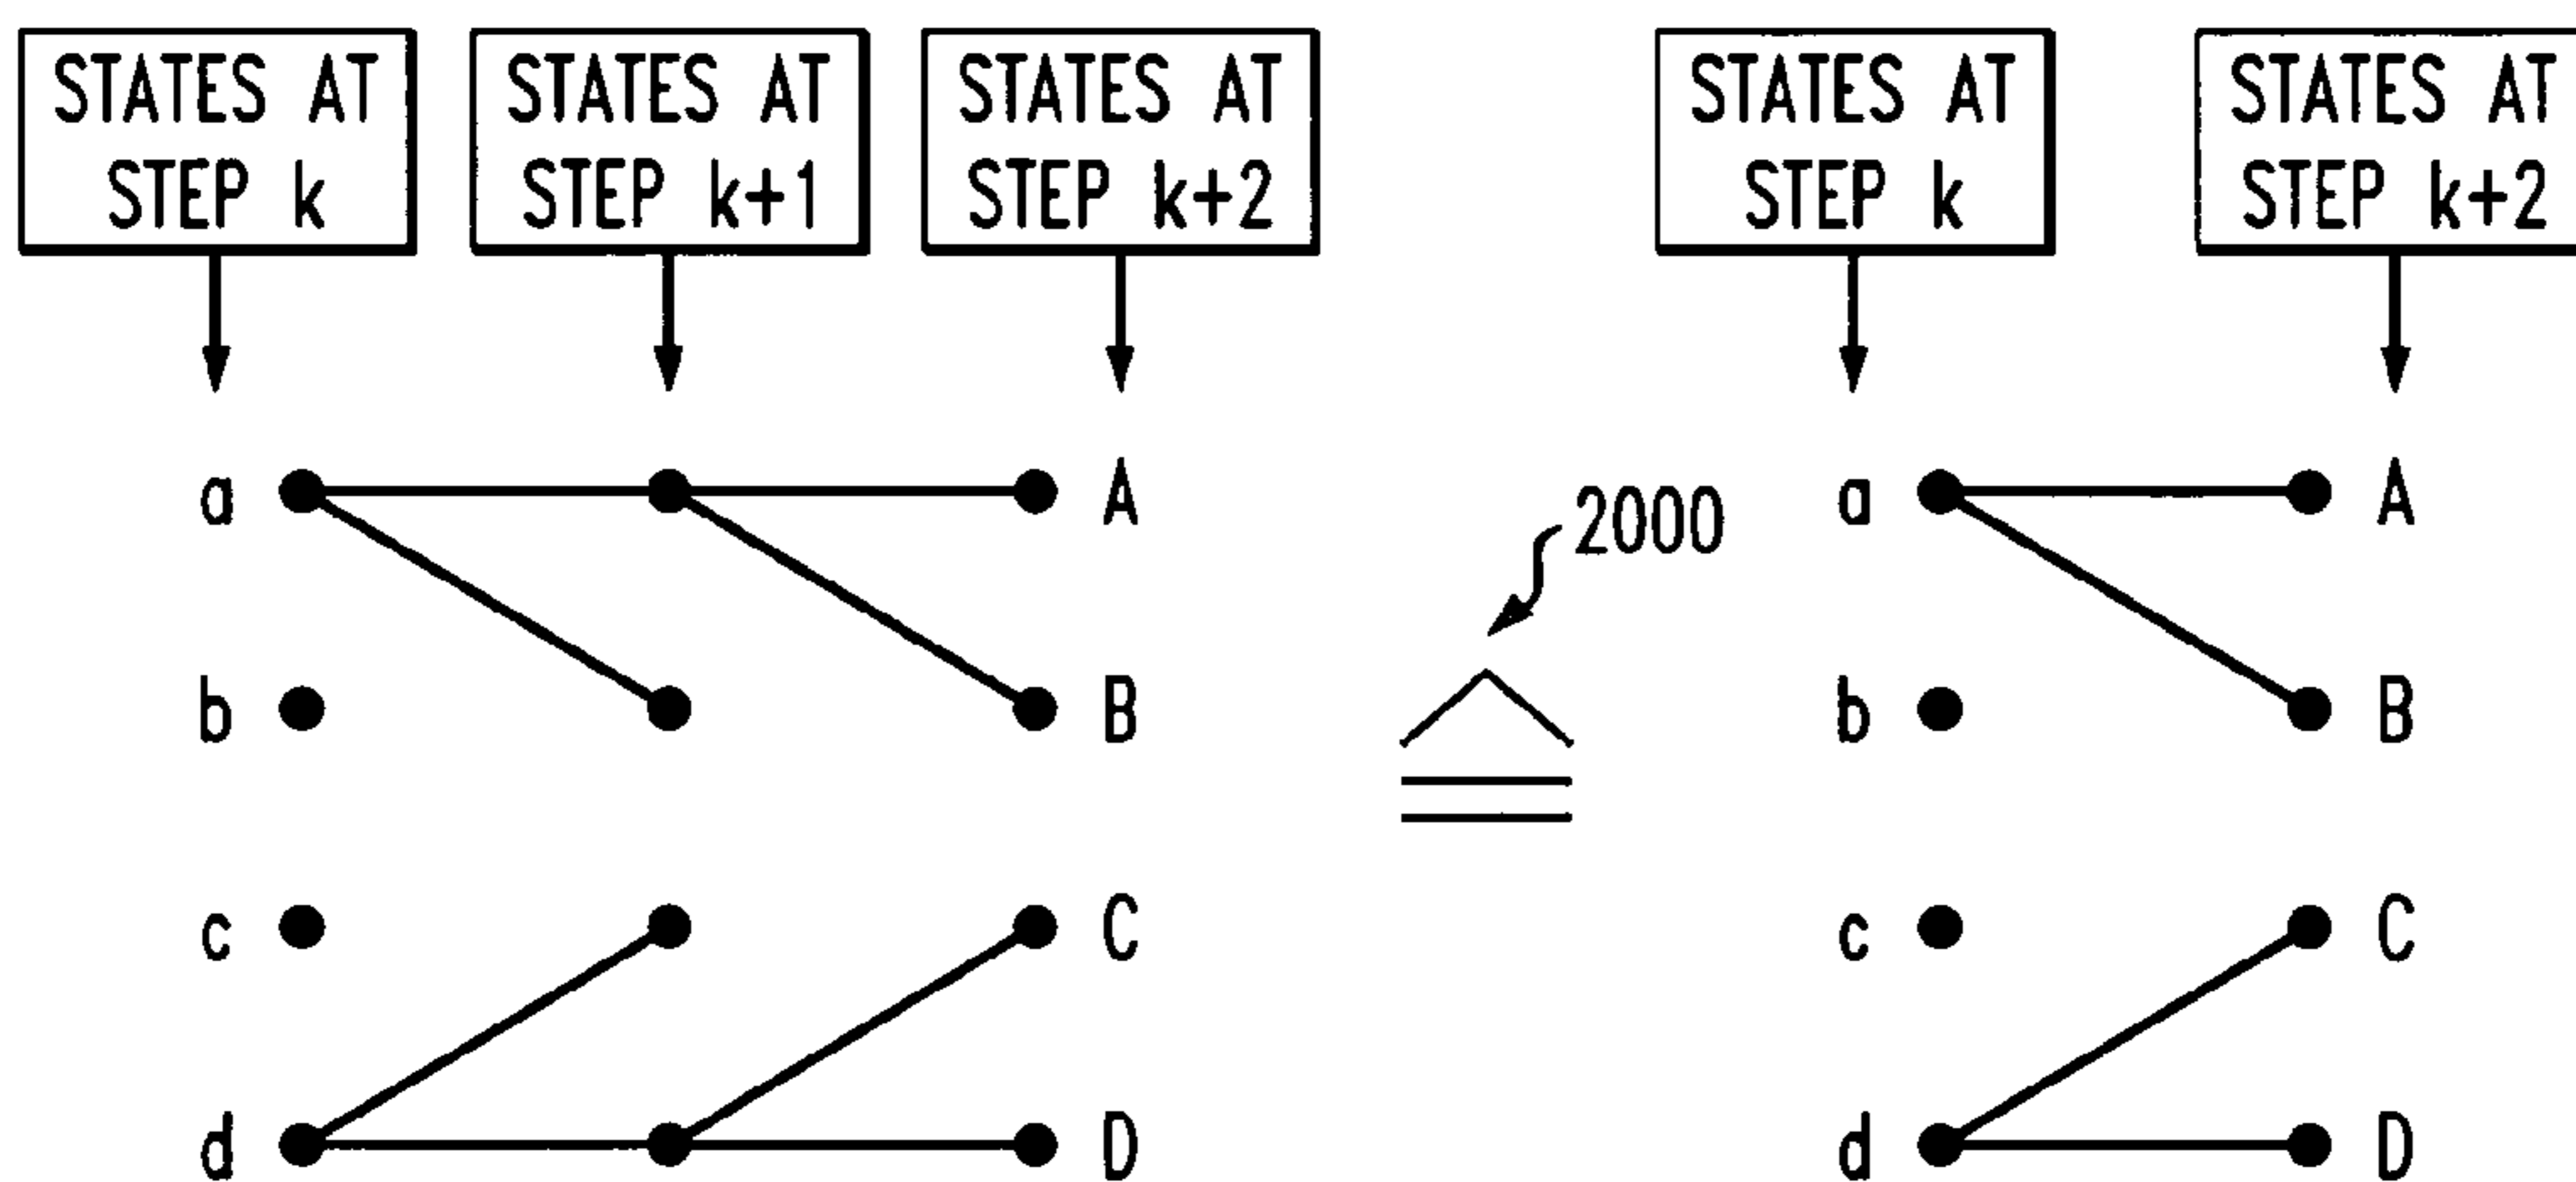 STATES AT
STEP k
STATES AT
STEP k+1
STATES AT
STEP k+2
STATES AT
STEP k
STATES AT
STEP k+2
a
A
2000
a
A
b
B
b
B
c
C
c
C
d
D
d
D